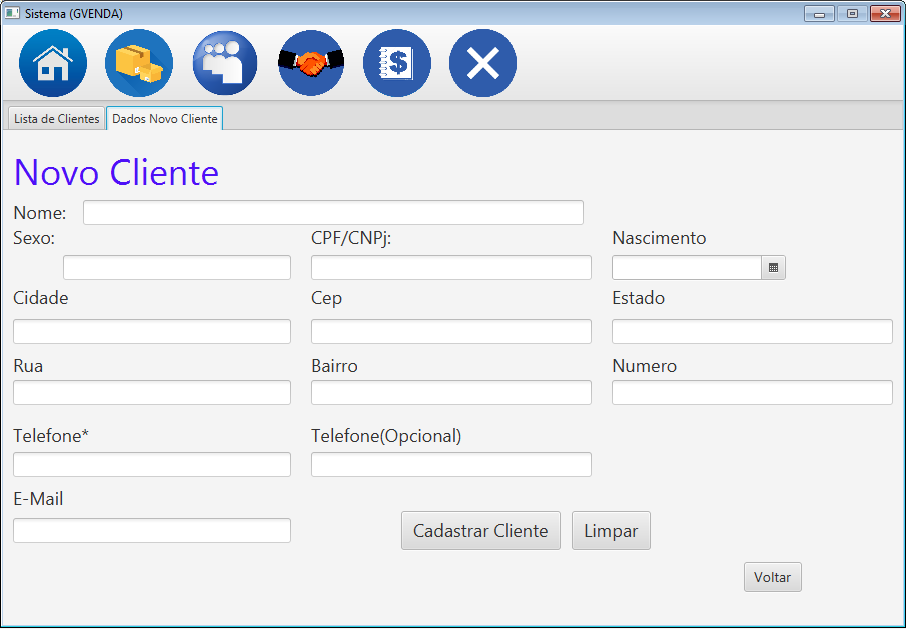 Sistema (GVENDA)
Lista de Clientes Dados Novo Cliente
Novo Cliente
Nome:
Sexo: CPF/CNPj: Nascimento
Cidade Cep Estado
Rua Bairro Numero
Telefone* Telefone(Opcional)
E-Mail
Cadastrar Cliente Limpar
Voltar